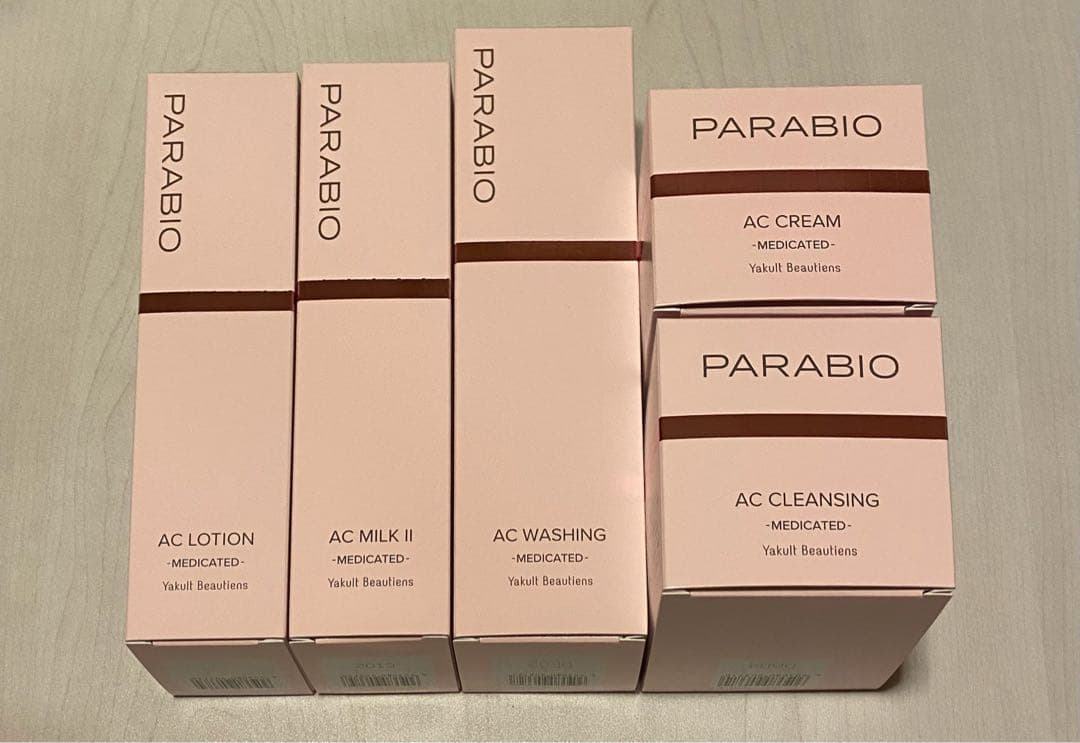 PARABIO
AC LOTION
-MEDICATED-
Yakult Beautiens
PARABIO
AC MILK II
-MEDICATED-
Yakult Beautiens
PARABIO
AC WASHING
-MEDICATED-
Yakult Beautiens
PARABIO
AC CREAM
-MEDICATED-
Yakult Beautiens
PARABIO
AC CLEANSING
-MEDICATED-
Yakult Beautiens